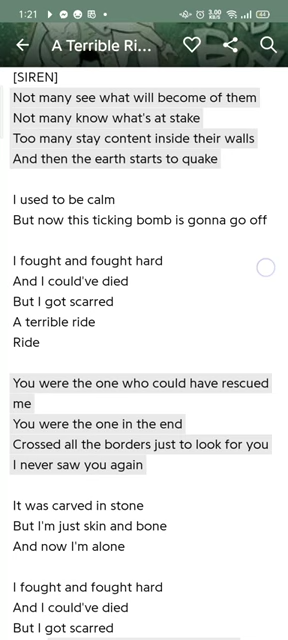 1:21
3.00 KB/S
44
A Terrible Ri...
[SIREN]
Not many see what will become of them
Not many know what's at stake
Too many stay content inside their walls
And then the earth starts to quake
I used to be calm
But now this ticking bomb is gonna go off
I fought and fought hard
And I could've died
But I got scarred
A terrible ride
Ride
You were the one who could have rescued
me
You were the one in the end
Crossed all the borders just to look for you
I never saw you again
It was carved in stone
But I'm just skin and bone
And now I'm alone
I fought and fought hard
And I could've died
But I got scarred